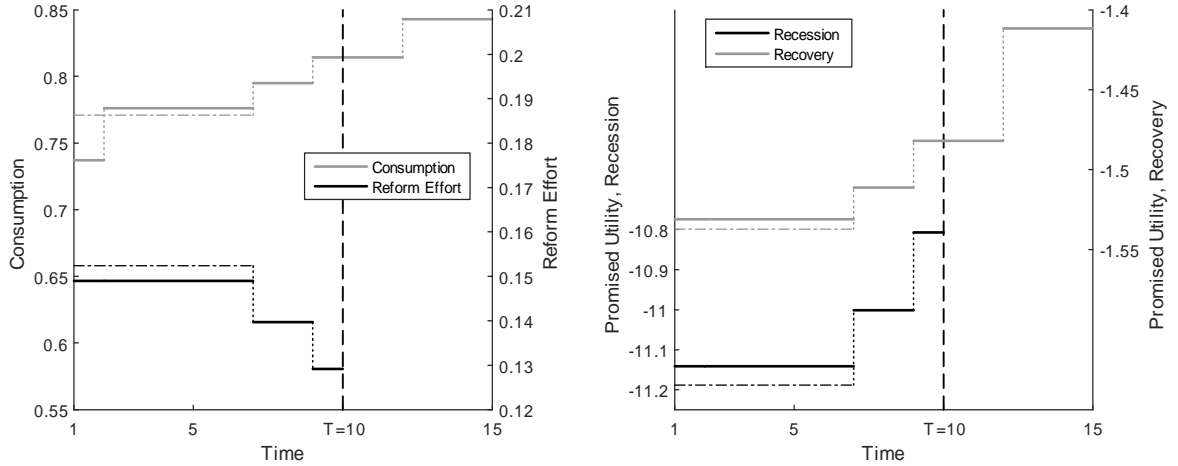 0.85
0.8
0.75
0.7
0.65
0.6
0.55
Consumption
1
5
T=10
15
Time
0.21
0.2
0.19
0.18
0.17
0.16
0.15
0.14
0.13
0.12
Reform Effort
Consumption
Reform Effort
-10.8
-10.9
-11
-11.1
-11.2
Promised Utility, Recession
1
5
T=10
15
Time
-1.4
-1.45
-1.5
-1.55
Promised Utility, Recovery
Recession
Recovery